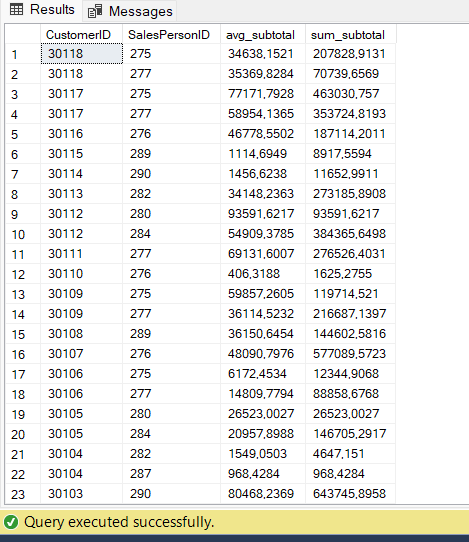 Results Messages
CustomerID SalesPersonID avg_subtotal sum_subtotal
1 30118 275 34638,1521 207828,9131
2 30118 277 35369,8284 70739,6569
3 30117 275 77171,7928 463030,757
4 30117 277 58954,1365 353724,8193
5 30116 276 46778,5502 187114,2011
6 30115 289 1114,6949 8917,5594
7 30114 290 1456,6238 11652,9911
8 30113 282 34148,2363 273185,8908
9 30112 280 93591,6217 93591,6217
10 30112 284 54909,3785 384365,6498
11 30111 277 69131,6007 276526,4031
12 30110 276 406,3188 1625,2755
13 30109 275 59857,2605 119714,521
14 30109 277 36114,5232 216687,1397
15 30108 289 36150,6454 144602,5816
16 30107 276 48090,7976 577089,5723
17 30106 275 6172,4534 12344,9068
18 30106 277 14809,7794 88858,6768
19 30105 280 26523,0027 26523,0027
20 30105 284 20957,8988 146705,2917
21 30104 282 1549,0503 4647,151
22 30104 287 968,4284 968,4284
23 30103 290 80468,2369 643745,8958
Query executed successfully.